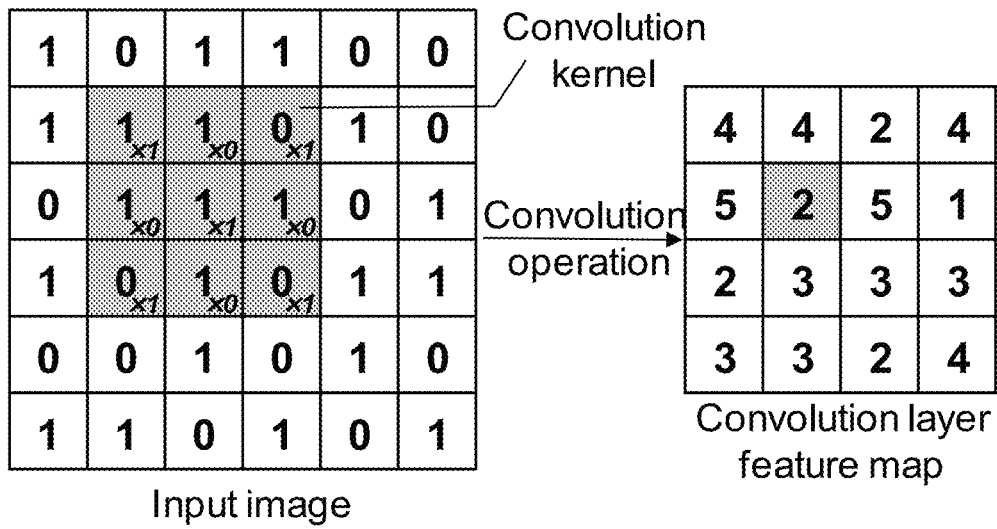 Convolution
kernel
1 0 1 1 0 0
1 1×1 1×0 0×1 1 0
0 1×0 1×1 1×0 0 1
1 0×1 1×0 0×1 1 1
0 0 1 0 1 0
1 1 0 1 0 1
Input image
Convolution
operation
4 4 2 4
5 2 5 1
2 3 3 3
3 3 2 4
Convolution layer
feature map